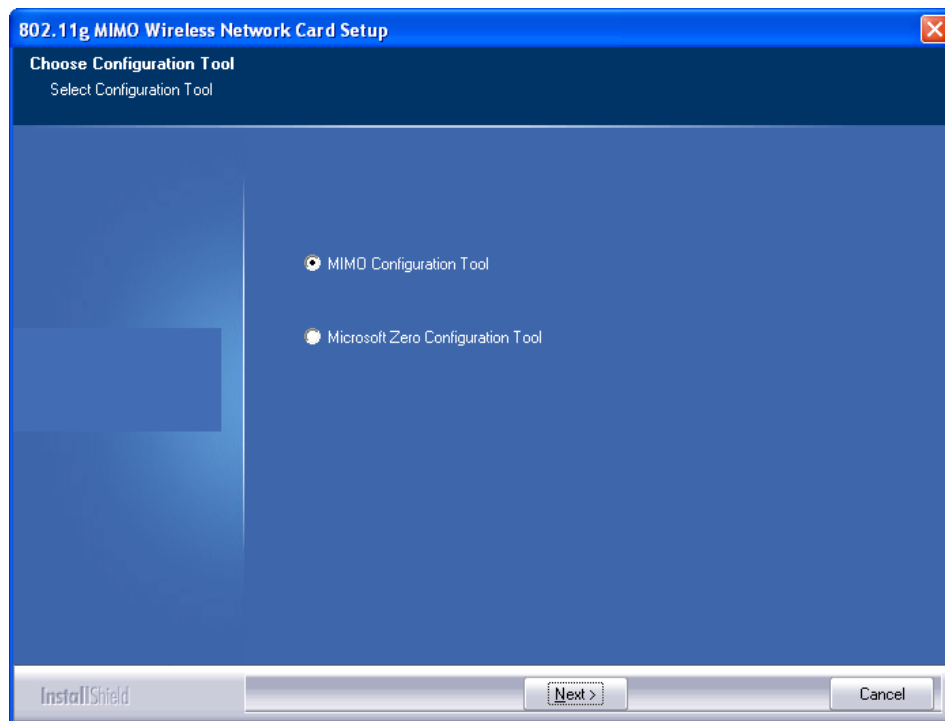 802.11g MIMO Wireless Network Card Setup
Choose Configuration Tool
Select Configuration Tool
MIMO Configuration Tool
Microsoft Zero Configuration Tool
InstallShield
Next >
Cancel